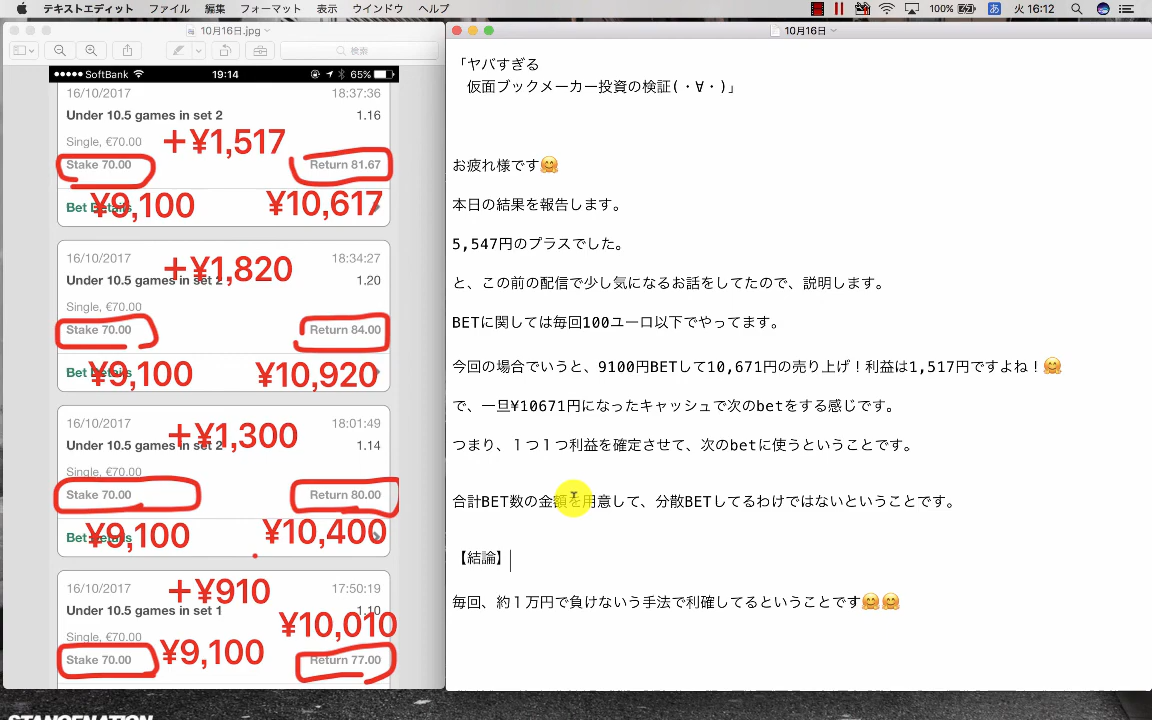 テキストエディット ファイル 編集 フォーマット 表示 ウインドウ ヘルプ
100% あ 火 16:12
10月16日.jpg
検索
SoftBank 19:14 65%
16/10/2017 18:37:36
Under 10.5 games in set 2 1.16
Single, €70.00 +¥1,517
Stake 70.00 Return 81.67
Bet Details ¥9,100 ¥10,617
16/10/2017 18:34:27
+¥1,820
Under 10.5 games in set 2 1.20
Single, €70.00
Stake 70.00 Return 84.00
Bet Details ¥9,100 ¥10,920
16/10/2017 18:01:49
+¥1,300
Under 10.5 games in set 2 1.14
Single, €70.00
Stake 70.00 Return 80.00
Bet Details ¥9,100 ¥10,400
16/10/2017 +¥910 17:50:19
Under 10.5 games in set 1 1.10
Single, €70.00 ¥10,010
¥9,100
Stake 70.00 Return 77.00
10月16日
「ヤバすぎる
仮面ブックメーカー投資の検証(・∀・)」
お疲れ様です🤗
本日の結果を報告します。
5,547円のプラスでした。
と、この前の配信で少し気になるお話をしてたので、説明します。
BETに関しては毎回100ユーロ以下でやってます。
今回の場合でいうと、9100円BETして10,671円の売り上げ！利益は1,517円ですよね！🤗
で、一旦¥10671円になったキャッシュで次のbetをする感じです。
つまり、１つ１つ利益を確定させて、次のbetに使うということです。
合計BET数の金額を用意して、分散BETしてるわけではないということです。
【結論】
毎回、約１万円で負けないう手法で利確してるということです🤗🤗
STANCENATION